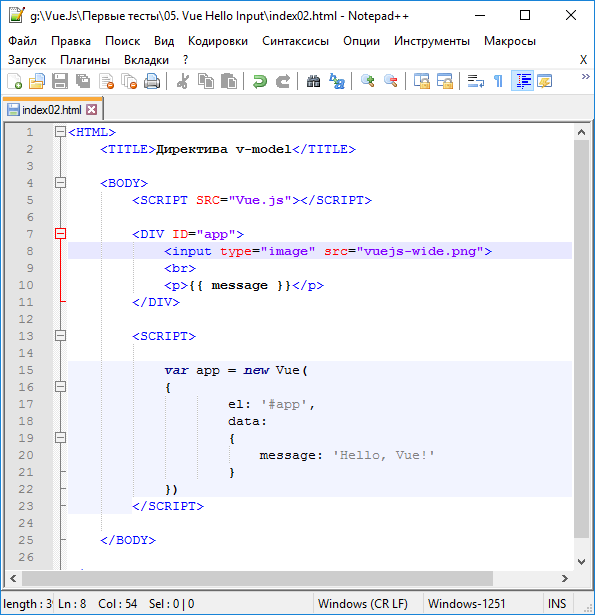 g:\Vue.Js\Первые тесты\05. Vue Hello Input\index02.html - Notepad++
Файл Правка Поиск Вид Кодировки Синтаксисы Опции Инструменты Макросы
Запуск Плагины Вкладки ? X
index02.html
1 <HTML>
2 <TITLE>Директива v-model</TITLE>
3
4 <BODY>
5 <SCRIPT SRC="Vue.js"></SCRIPT>
6
7 <DIV ID="app">
8 <input type="image" src="vuejs-wide.png">
9 <br>
10 <p>{{ message }}</p>
11 </DIV>
12
13 <SCRIPT>
14
15 var app = new Vue(
16 {
17 el: '#app',
18 data:
19 {
20 message: 'Hello, Vue!'
21 }
22 })
23 </SCRIPT>
24
25 </BODY>
26
length : 39 Ln : 8 Col : 54 Sel : 0 | 0 Windows (CR LF) Windows-1251 INS